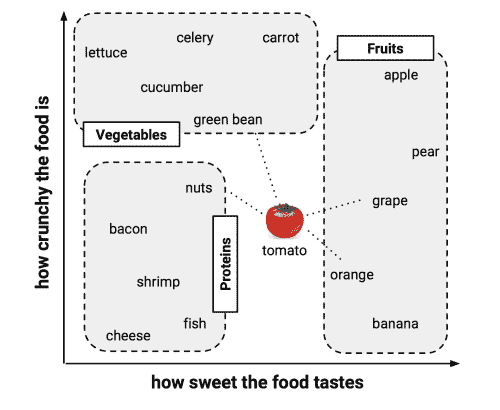 how crunchy the food is
lettuce
celery
carrot
cucumber
green bean
Vegetables
Fruits
apple
pear
grape
orange
banana
nuts
bacon
shrimp
fish
cheese
Proteins
tomato
how sweet the food tastes